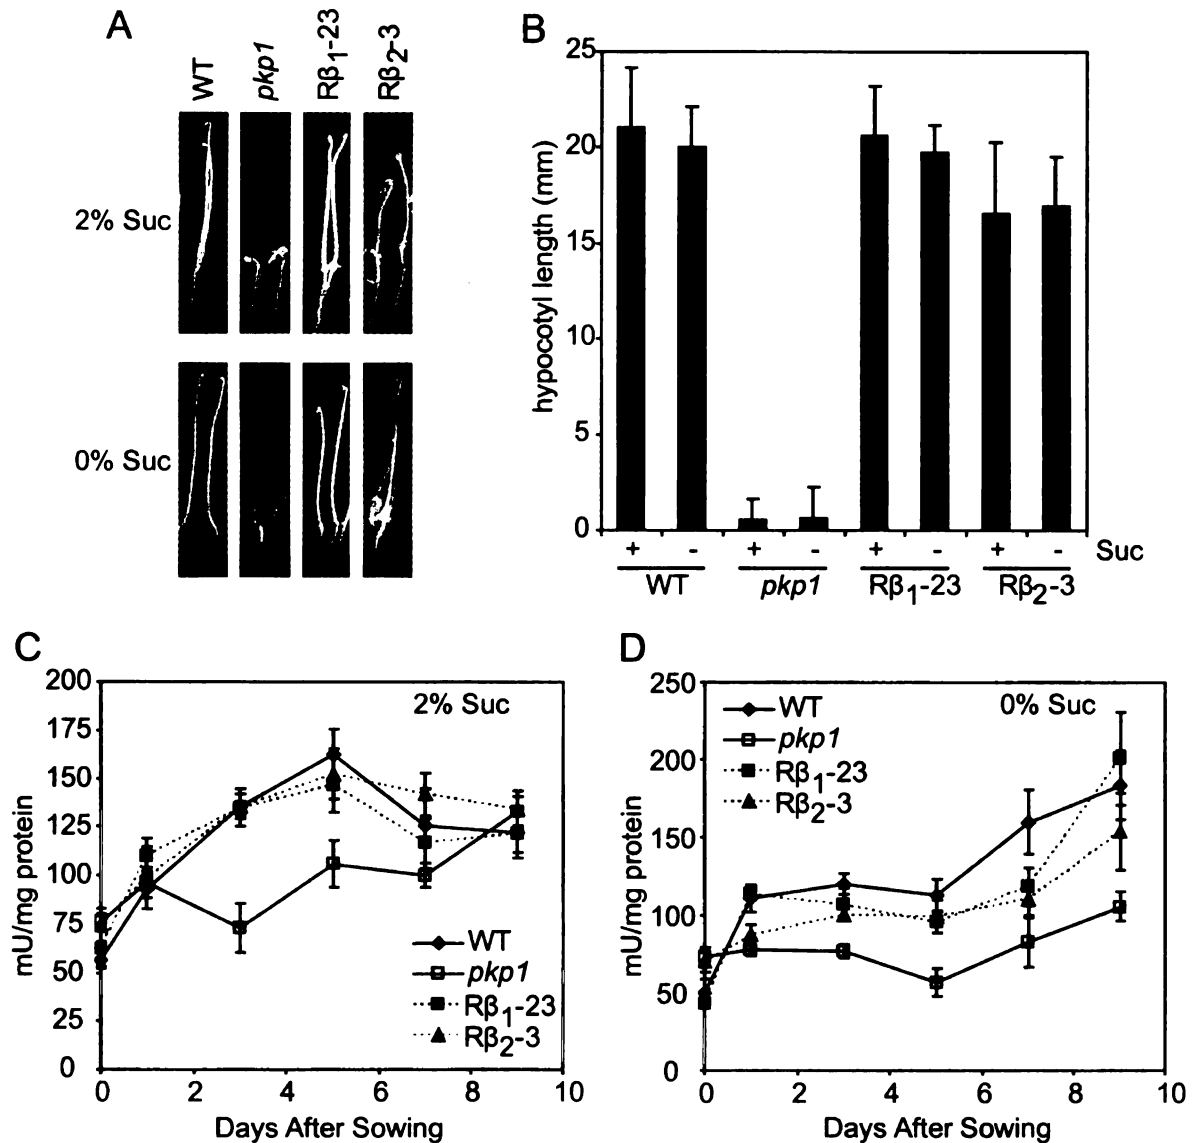 A
WT
pkp1
Rβ1-23
Rβ2-3
2% Suc
0% Suc
B
hypocotyl length (mm)
25
20
15
10
5
0
+ - + - + - + - Suc
WT pkp1 Rβ1-23 Rβ2-3
C
mU/mg protein
200
175
150
125
100
75
50
25
0
2% Suc
WT
pkp1
Rβ1-23
Rβ2-3
0 2 4 6 8 10
Days After Sowing
D
mU/mg protein
250
200
150
100
50
0
WT
pkp1
Rβ1-23
Rβ2-3
0% Suc
0 2 4 6 8 10
Days After Sowing